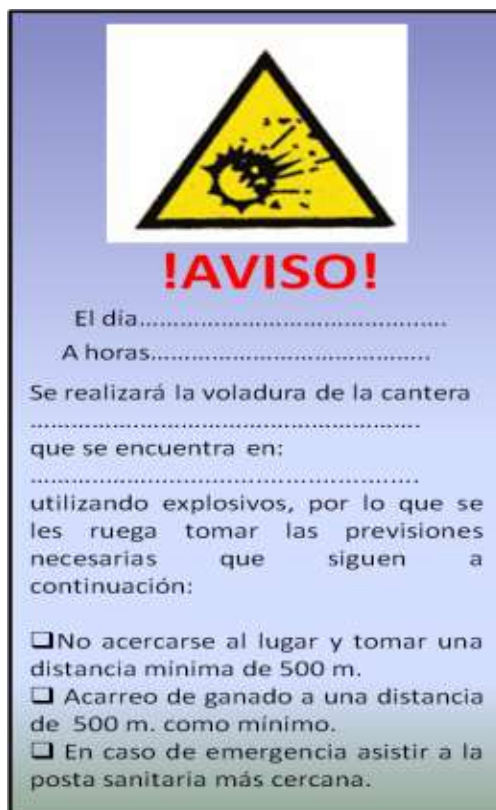 !AVISO!
El día..................................................
A horas.............................................
Se realizará la voladura de la cantera
...............................................................
que se encuentra en:
...............................................................
utilizando explosivos, por lo que se
les ruega tomar las previsiones
necesarias que siguen a
continuación:
❑No acercarse al lugar y tomar una
distancia mínima de 500 m.
❑ Acarreo de ganado a una distancia
de 500 m. como mínimo.
❑ En caso de emergencia asistir a la
posta sanitaria más cercana.